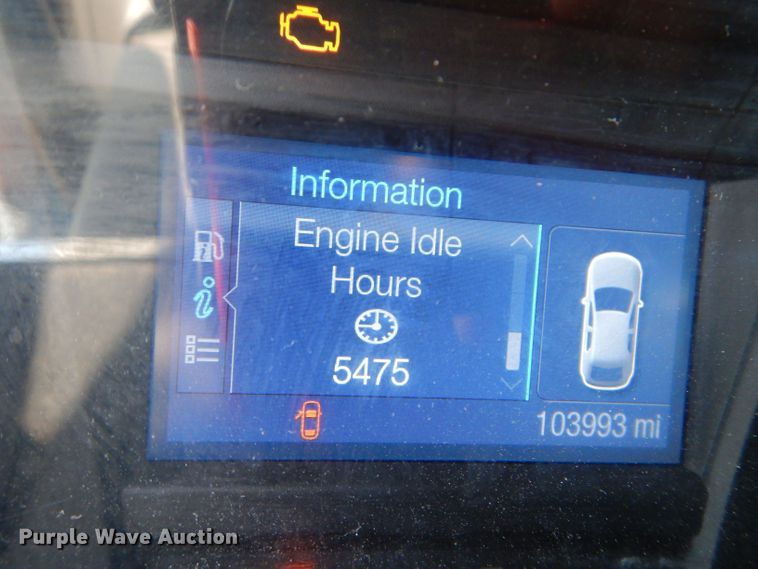 Information
Engine Idle
Hours
5475
103993 mi
Purple Wave Auction